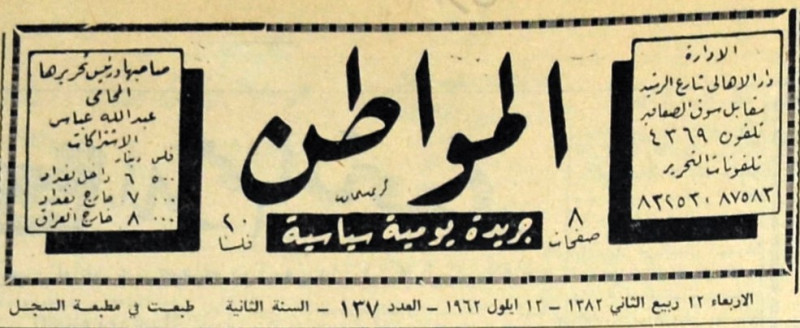 الادارة
دار الاهالي شارع الرشيد
مقابل سوق الصفافير
تلفون ٤٣٦٩
تلفونات التحرير
٨٧٥٨٣ ٨٣٢٥٣٠
المواطن
٨ صفحات
جريدة يومية سياسية
٢٠ فلسا
صاحبها ورئيس تحريرها
المحامي
عبدالله عباس
الاشتراكات
فلس دينار
٥٠٠ ٦ داخل بغداد
٠٠٠ ٧ خارج بغداد
٠٠٠ ٨ خارج العراق
الاربعاء ١٢ ربيع الثاني ١٣٨٢ - ١٢ ايلول ١٩٦٢ - العدد ١٣٧ - السنة الثانية طبعت في مطبعة السجل